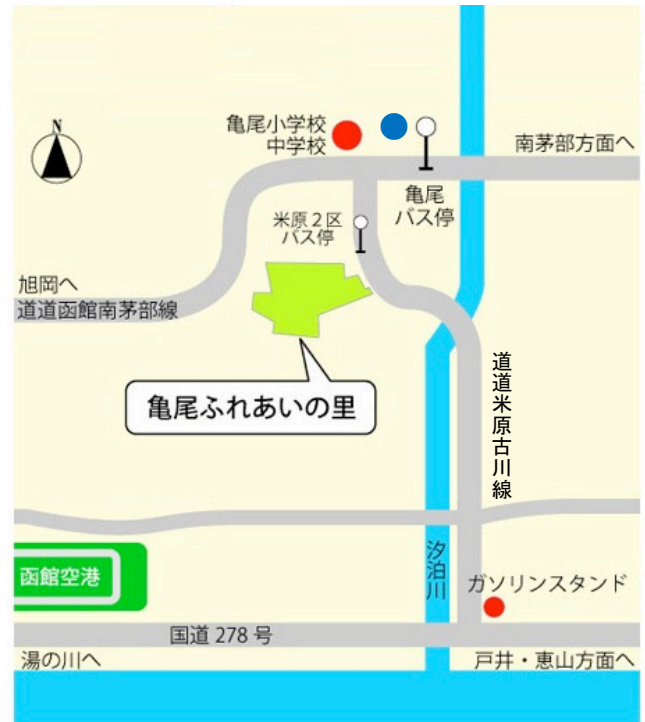 亀尾小学校
中学校
N
南茅部方面へ
亀尾
バス停
米原2区
バス停
旭岡へ
道道函館南茅部線
亀尾ふれあいの里
道道米原古川線
函館空港
汐泊川
ガソリンスタンド
国道 278 号
湯の川へ
戸井・恵山方面へ